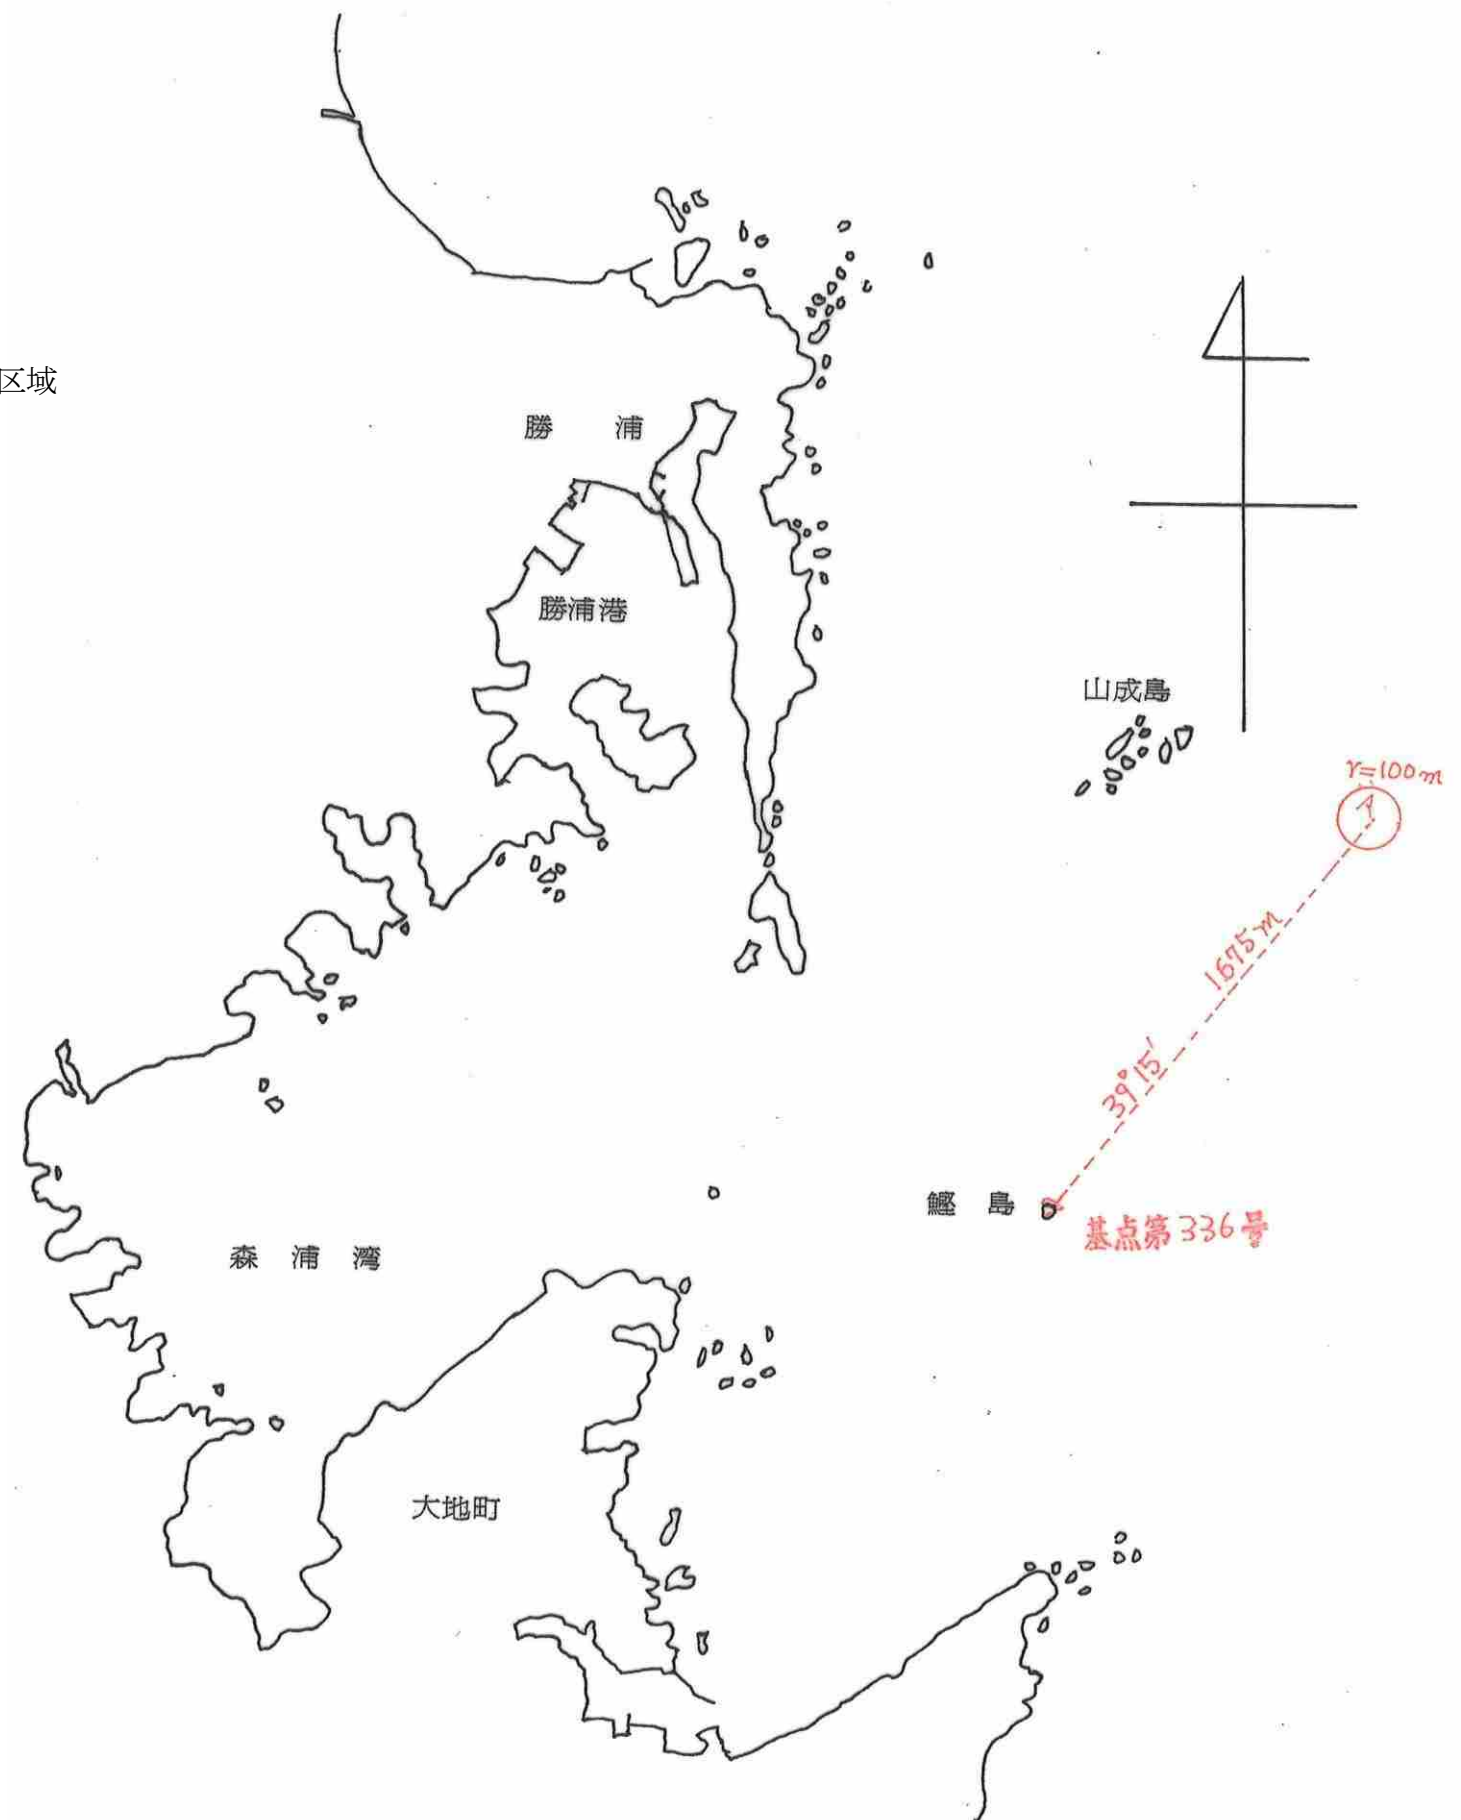 区域
勝 浦
勝浦港
山成島
r=100m
ア
1675m
39°15′
鰹 島
基点第336号
森 浦 湾
大地町